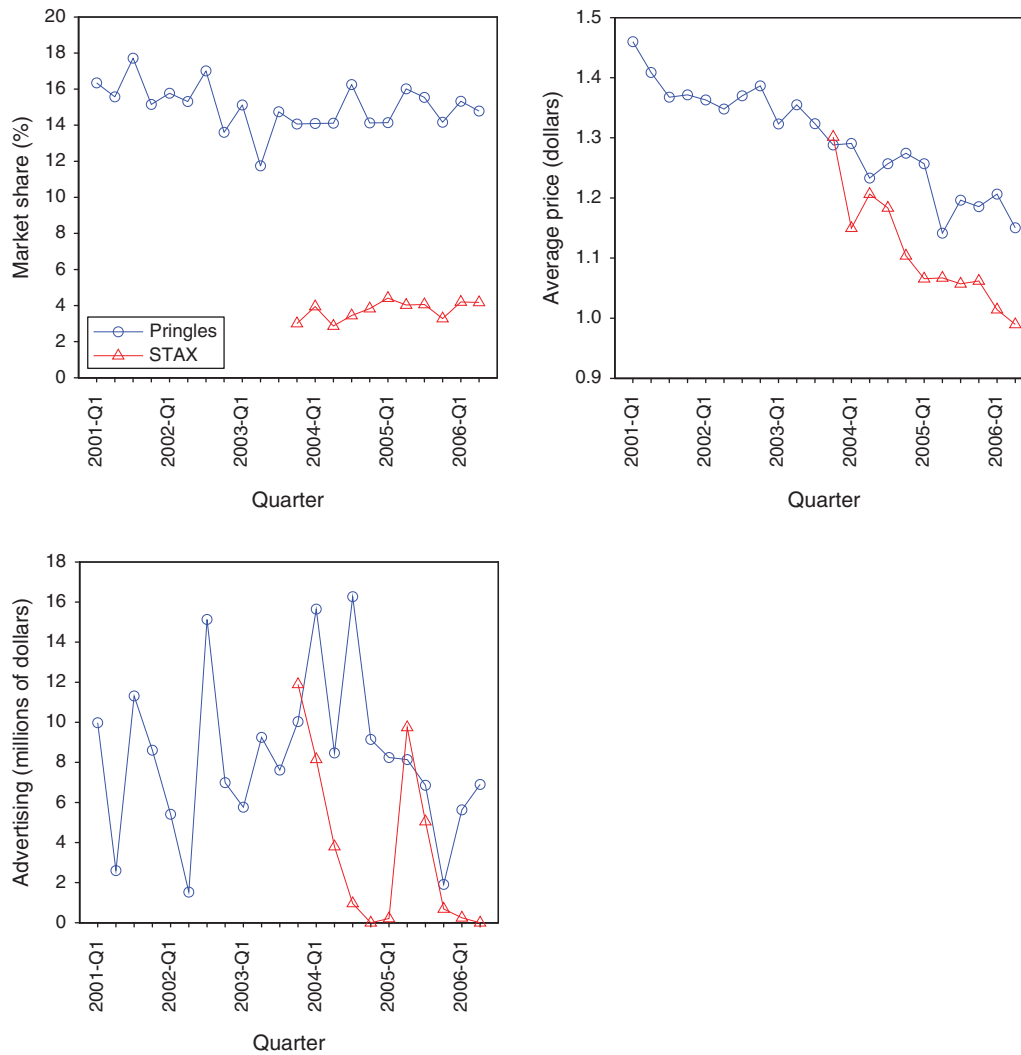 Market share (%)
20
18
16
14
12
10
8
6
4
2
0
Pringles
STAX
2001-Q1
2002-Q1
2003-Q1
2004-Q1
2005-Q1
2006-Q1
Quarter
Average price (dollars)
1.5
1.4
1.3
1.2
1.1
1.0
0.9
2001-Q1
2002-Q1
2003-Q1
2004-Q1
2005-Q1
2006-Q1
Quarter
Advertising (millions of dollars)
18
16
14
12
10
8
6
4
2
0
2001-Q1
2002-Q1
2003-Q1
2004-Q1
2005-Q1
2006-Q1
Quarter